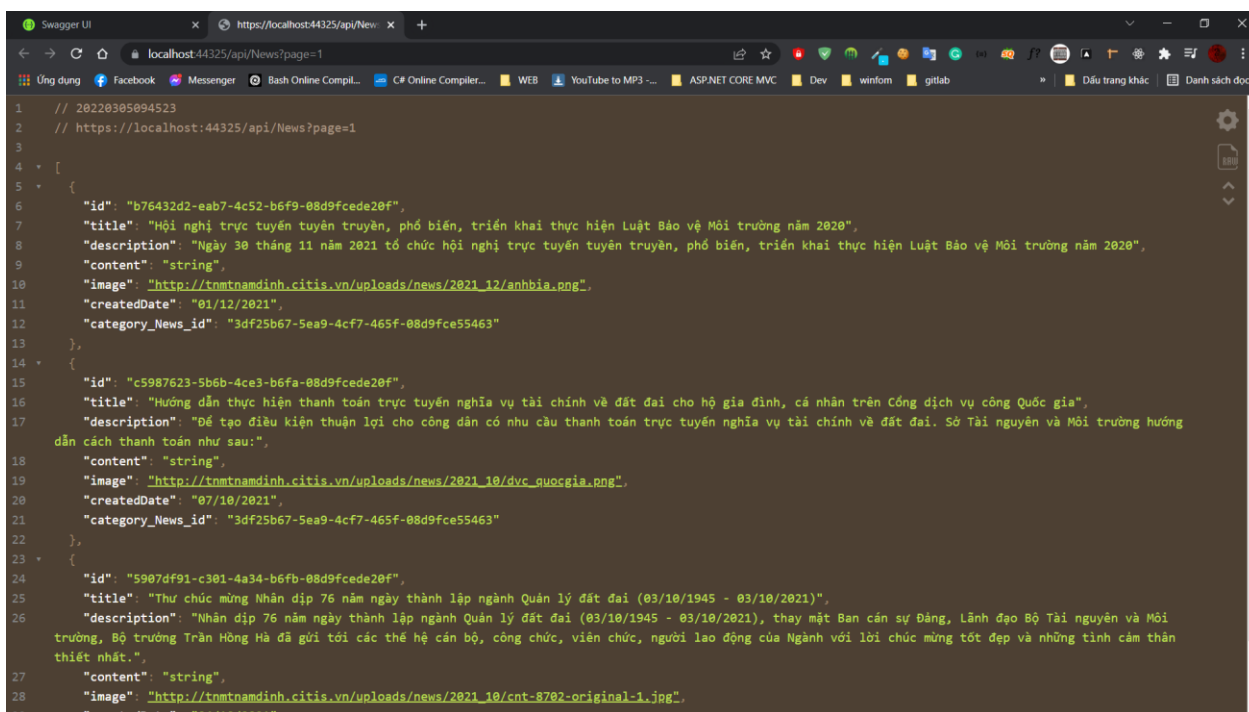 Swagger UI
https://localhost:44325/api/New
localhost:44325/api/News?page=1
Ứng dụng Facebook Messenger Bash Online Compil... C# Online Compiler... WEB YouTube to MP3 -... ASP.NET CORE MVC Dev winfom gitlab » Dấu trang khác Danh sách đọc
1 // 20220305094523
2 // https://localhost:44325/api/News?page=1
3
4 [
5 {
6 "id": "b76432d2-eab7-4c52-b6f9-08d9fcede20f",
7 "title": "Hội nghị trực tuyến tuyên truyền, phổ biến, triển khai thực hiện Luật Bảo vệ Môi trường năm 2020",
8 "description": "Ngày 30 tháng 11 năm 2021 tổ chức hội nghị trực tuyến tuyên truyền, phổ biến, triển khai thực hiện Luật Bảo vệ Môi trường năm 2020",
9 "content": "string",
10 "image": "http://tnmtnamdinh.citis.vn/uploads/news/2021_12/anhbia.png",
11 "createdDate": "01/12/2021",
12 "category_News_id": "3df25b67-5ea9-4cf7-465f-08d9fce55463"
13 },
14 {
15 "id": "c5987623-5b6b-4ce3-b6fa-08d9fcede20f",
16 "title": "Hướng dẫn thực hiện thanh toán trực tuyến nghĩa vụ tài chính về đất đai cho hộ gia đình, cá nhân trên Cổng dịch vụ công Quốc gia",
17 "description": "Để tạo điều kiện thuận lợi cho công dân có nhu cầu thanh toán trực tuyến nghĩa vụ tài chính về đất đai. Sở Tài nguyên và Môi trường hướng
dẫn cách thanh toán như sau:",
18 "content": "string",
19 "image": "http://tnmtnamdinh.citis.vn/uploads/news/2021_10/dvc_quocgia.png",
20 "createdDate": "07/10/2021",
21 "category_News_id": "3df25b67-5ea9-4cf7-465f-08d9fce55463"
22 },
23 {
24 "id": "5907df91-c301-4a34-b6fb-08d9fcede20f",
25 "title": "Thư chúc mừng Nhân dịp 76 năm ngày thành lập ngành Quản lý đất đai (03/10/1945 - 03/10/2021)",
26 "description": "Nhân dịp 76 năm ngày thành lập ngành Quản lý đất đai (03/10/1945 - 03/10/2021), thay mặt Ban cán sự Đảng, Lãnh đạo Bộ Tài nguyên và Môi
trường, Bộ trưởng Trần Hồng Hà đã gửi tới các thế hệ cán bộ, công chức, viên chức, người lao động của Ngành với lời chúc mừng tốt đẹp và những tình cảm thân
thiết nhất.",
27 "content": "string",
28 "image": "http://tnmtnamdinh.citis.vn/uploads/news/2021_10/cnt-8702-original-1.jpg",